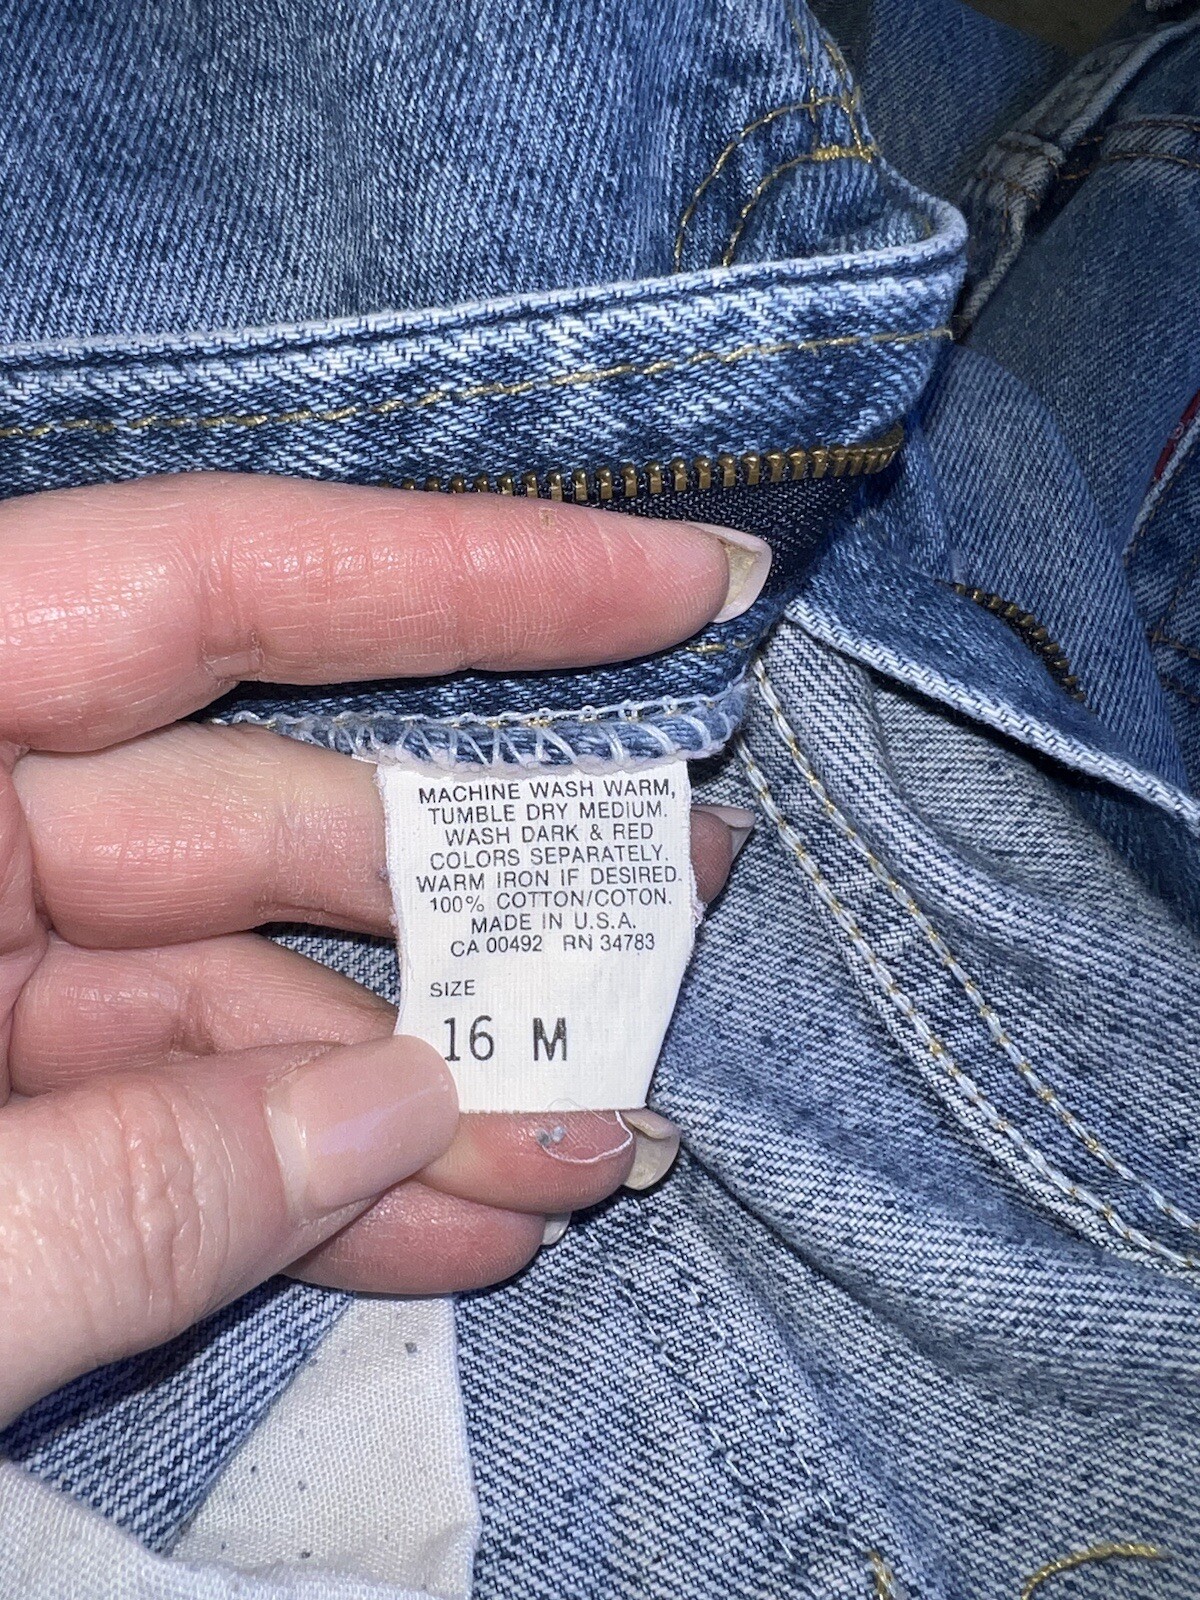 MACHINE WASH WARM,
TUMBLE DRY MEDIUM.
WASH DARK & RED
COLORS SEPARATELY.
WARM IRON IF DESIRED.
100% COTTON/COTON.
MADE IN U.S.A.
CA 00492 RN 34783
SIZE
16 M